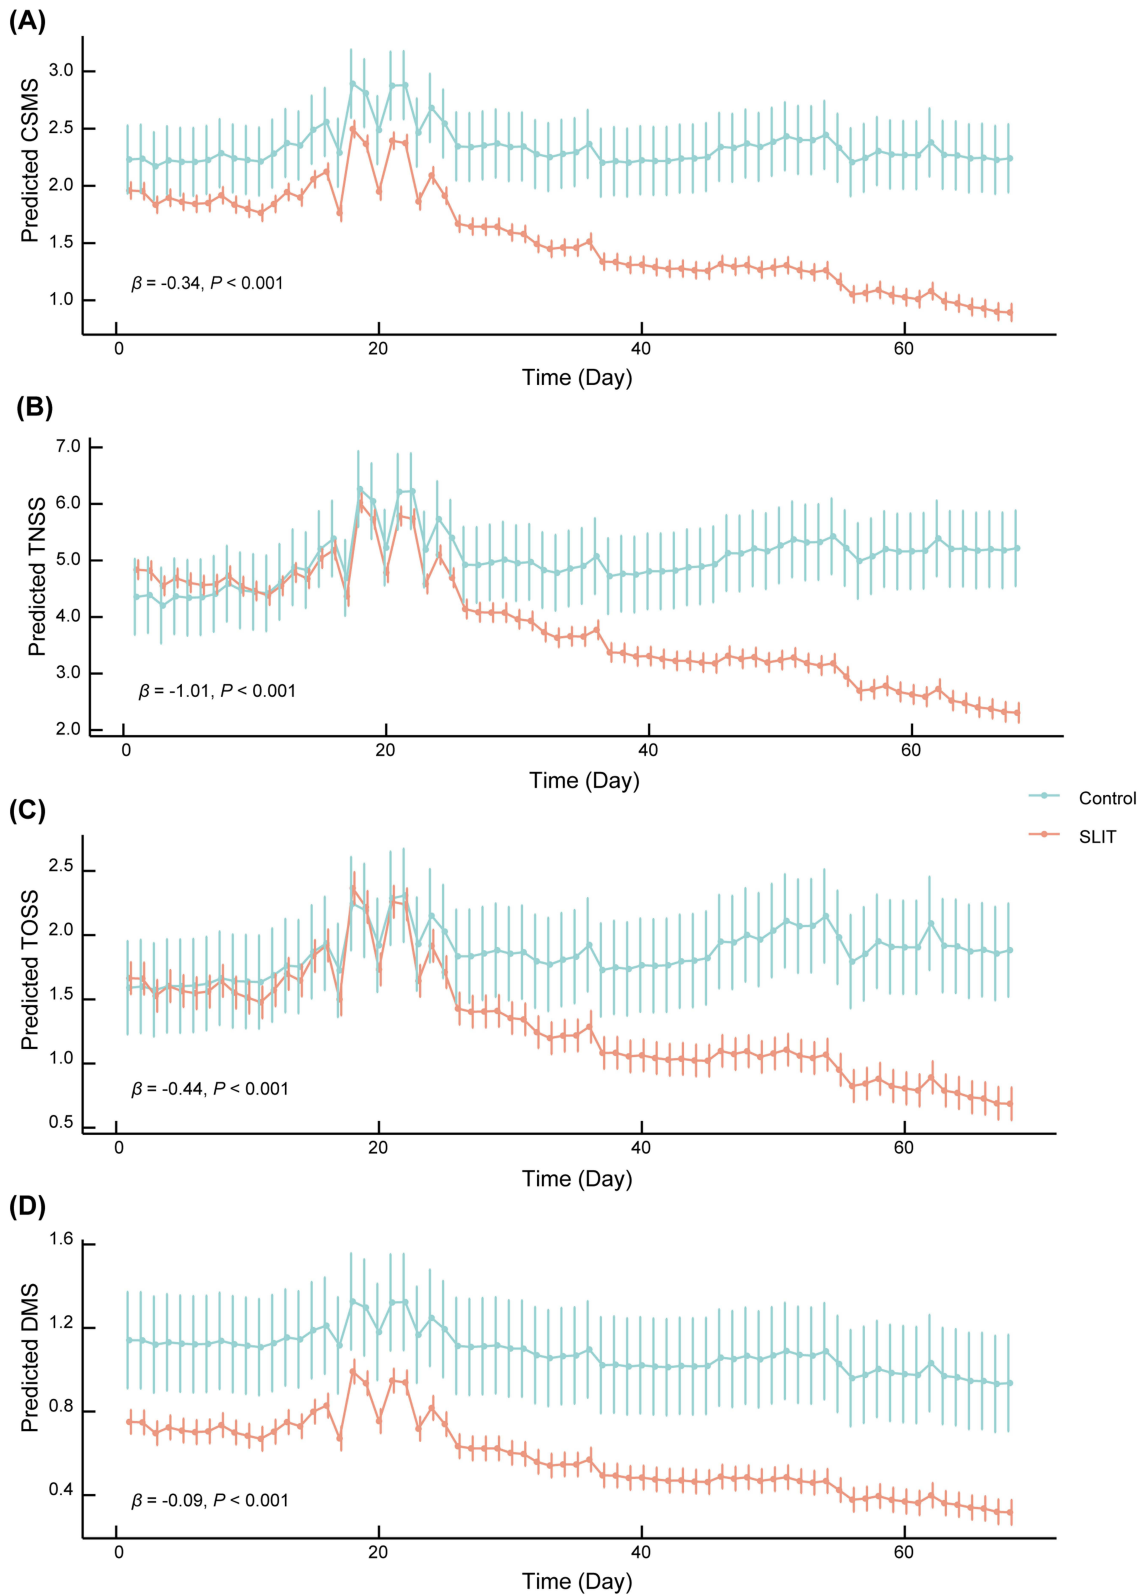 (A)
Predicted CSMS
3.0
2.5
2.0
1.5
1.0
β = -0.34, P < 0.001
0 20 40 60
Time (Day)
(B)
Predicted TNSS
7.0
6.0
5.0
4.0
3.0
2.0
β = -1.01, P < 0.001
0 20 40 60
Time (Day)
(C)
Control
SLIT
Predicted TOSS
2.5
2.0
1.5
1.0
0.5
β = -0.44, P < 0.001
0 20 40 60
Time (Day)
(D)
Predicted DMS
1.6
1.2
0.8
0.4
β = -0.09, P < 0.001
0 20 40 60
Time (Day)